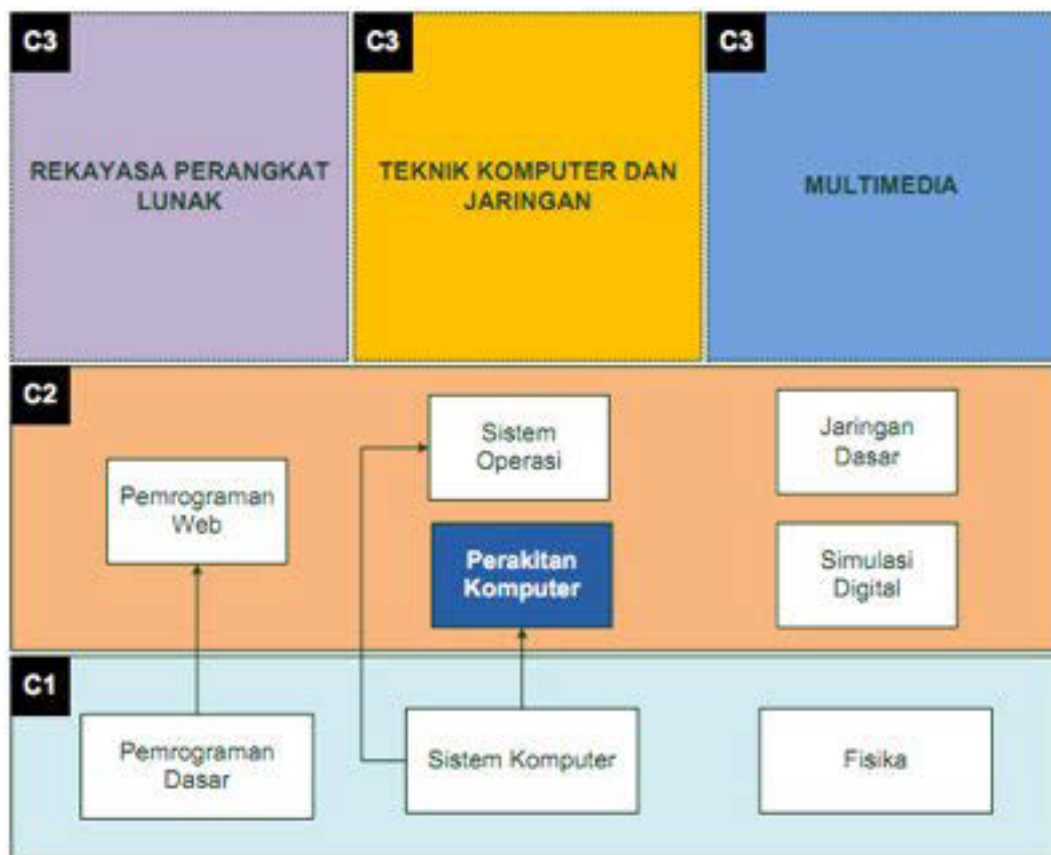 C3
REKAYASA PERANGKAT
LUNAK
C3
TEKNIK KOMPUTER DAN
JARINGAN
C3
MULTIMEDIA
C2
Pemrograman
Web
Sistem
Operasi
Perakitan
Komputer
Jaringan
Dasar
Simulasi
Digital
C1
Pemrograman
Dasar
Sistem Komputer
Fisika